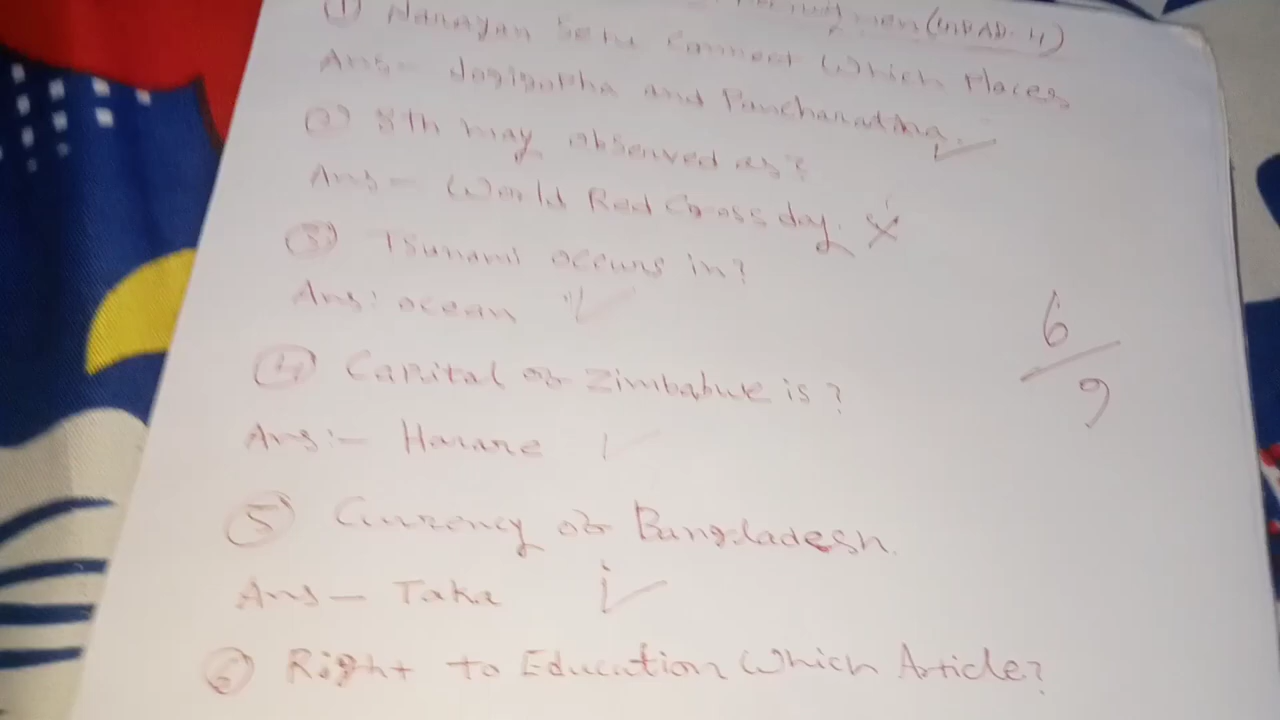 ① Narayan Setu Connect Which Places
Ans:- Jogigopha and Pancharatna.
② 8th may observed as?
Ans:- World Red Cross day.
③ Tsunami occurs in?
Ans: ocean
④ Capital of Zimbabwe is?
Ans:- Harare
6/9
⑤ Currency of Bangladesh.
Ans- Taka
⑥ Right to Education Which Article?